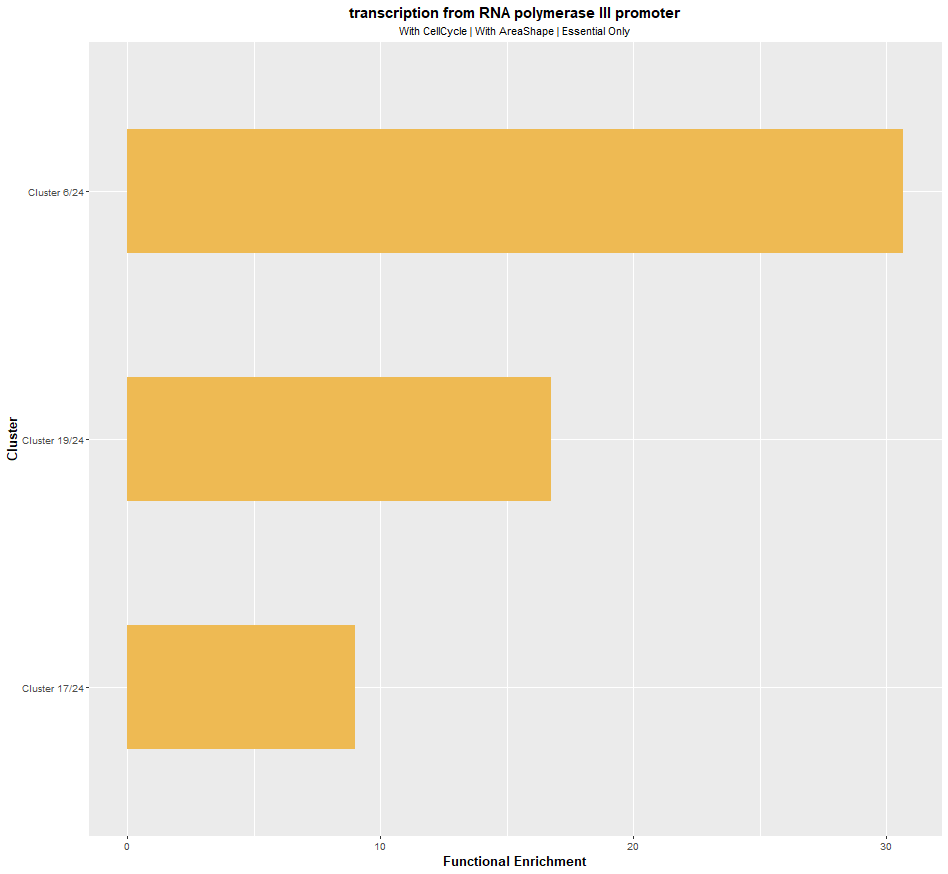 transcription from RNA polymerase III promoter
With CellCycle | With AreaShape | Essential Only
Cluster
Cluster 6/24
Cluster 19/24
Cluster 17/24
0
10
20
30
Functional Enrichment